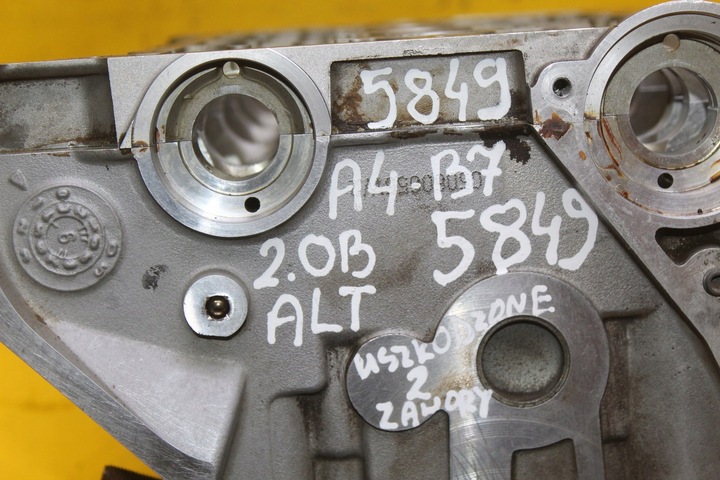 5849
A4-B7
5849
2.0B
ALT
USZKODZONE
2
ZAWORY